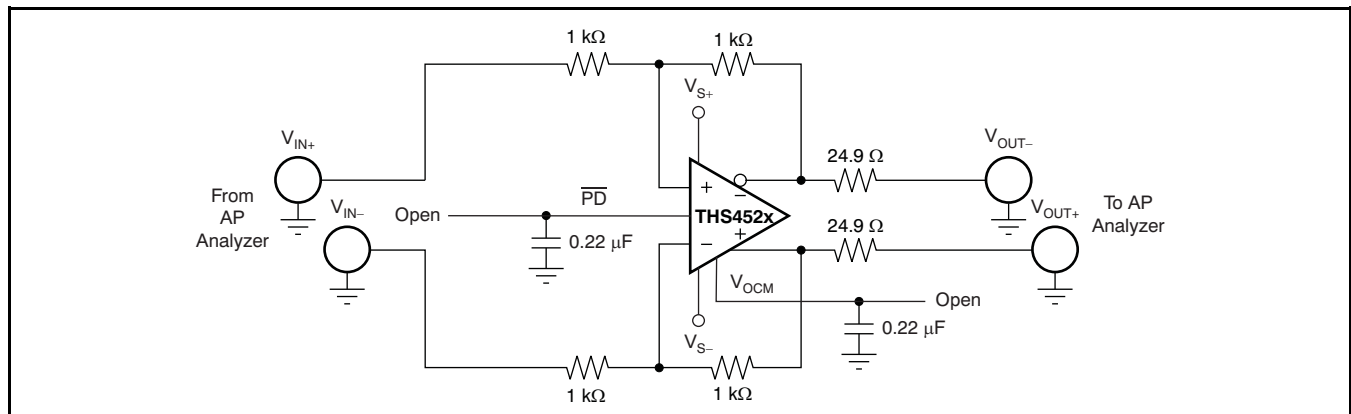 1 kΩ
1 kΩ
V_S+
V_IN+
24.9 Ω
V_OUT−
From
AP
Analyzer
V_IN−
Open
PD
+
−
THS452x
−
+
0.22 μF
24.9 Ω
V_OUT+
To AP
Analyzer
V_OCM
Open
0.22 μF
V_S−
1 kΩ
1 kΩ